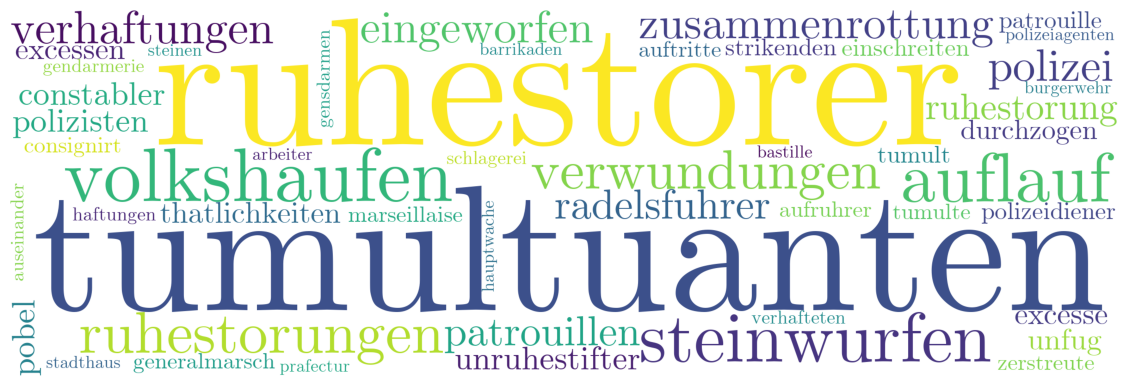 verhaftungen
eingeworfen
zusammenrottung
patrouille
polizeiagenten
excessen
steinen
barrikaden
auftritte
strikenden
einschreiten
gendarmerie
gensdarmen
ruhestorer
polizei
burgerwehr
constabler
ruhestorung
polizisten
durchzogen
consignirt
arbeiter
schlagerei
bastille
tumult
volkshaufen
verwundungen
auflauf
auseinander
haftungen
thatlichkeiten
marseillaise
hauptwache
radelsfuhrer
aufruhrer
tumulte
polizeidiener
tumultuanten
pobel
ruhestorungen
patrouillen
unruhestifter
steinwurfen
verhafteten
excesse
unfug
zerstreute
stadthaus
generalmarsch
prafectur